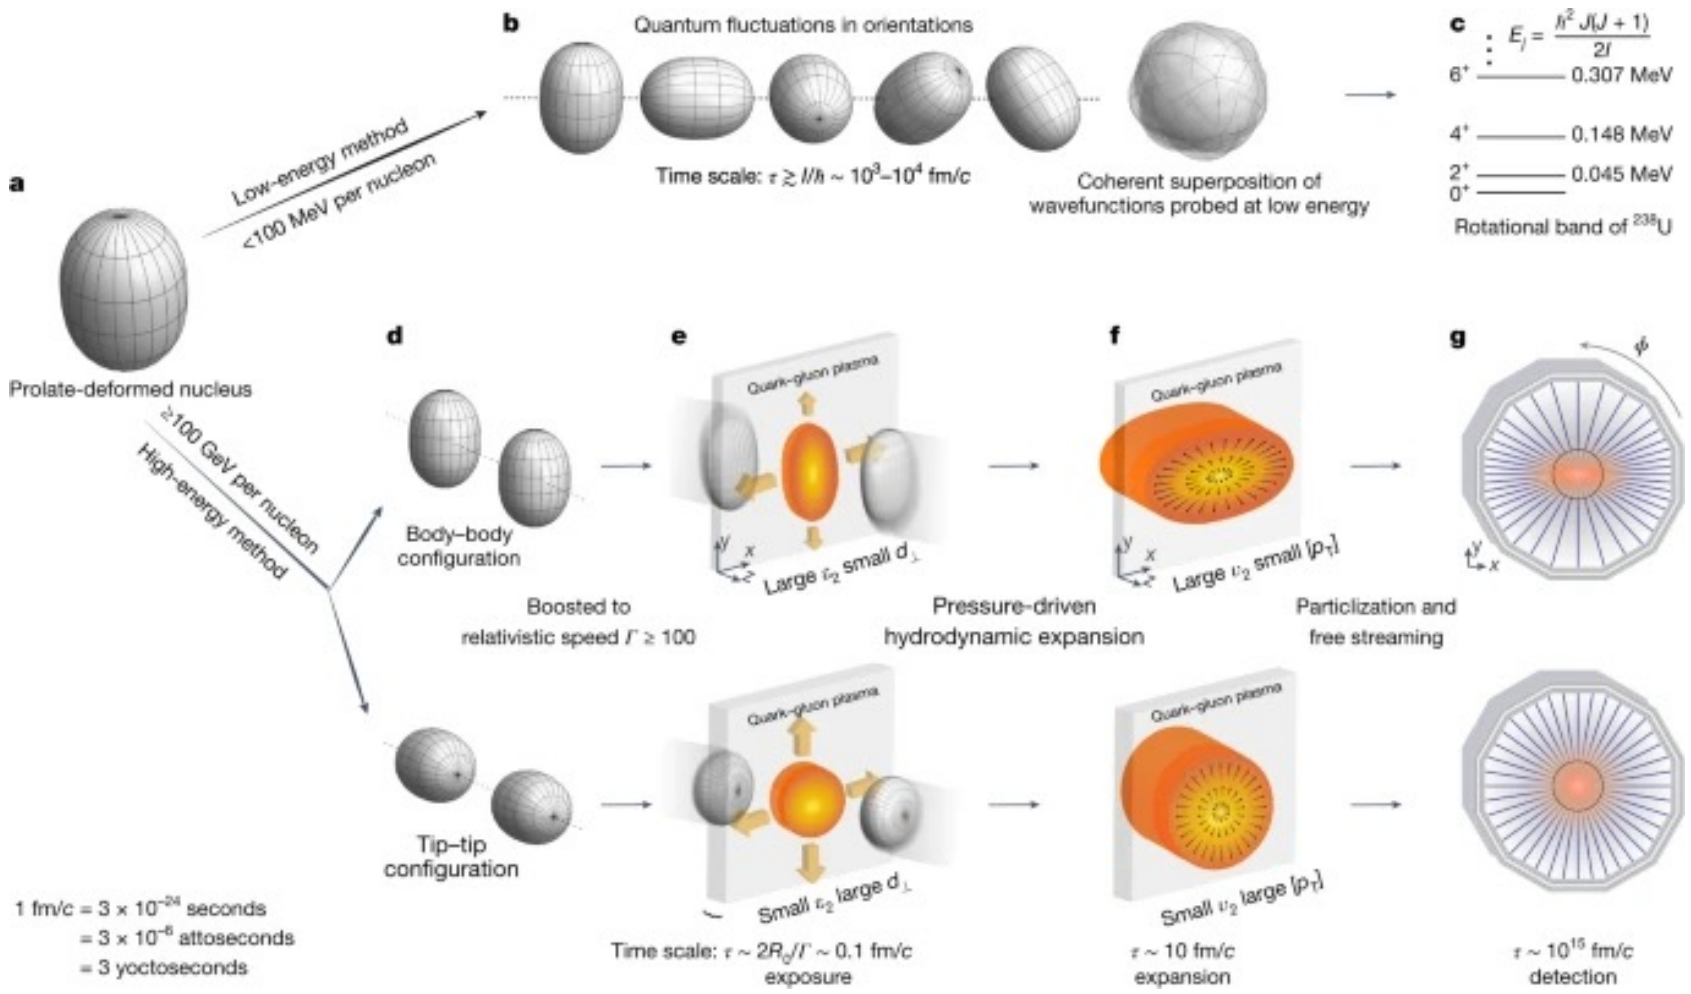 b
Quantum fluctuations in orientations
Time scale: τ ≳ I/ħ ~ 10³–10⁴ fm/c
Coherent superposition of
wavefunctions probed at low energy
c
E_J = ħ² J(J + 1) / 2I
6⁺ 0.307 MeV
4⁺ 0.148 MeV
2⁺ 0.045 MeV
0⁺
Rotational band of ²³⁸U
a
Low-energy method
<100 MeV per nucleon
Prolate-deformed nucleus
≥100 GeV per nucleon
High-energy method
d
Body–body
configuration
Tip–tip
configuration
Boosted to
relativistic speed Γ ≥ 100
e
Quark–gluon plasma
y
x
z
Large ε₂ small d⊥
Quark–gluon plasma
Small ε₂ large d⊥
Time scale: τ ~ 2R₀/Γ ~ 0.1 fm/c
exposure
Pressure-driven
hydrodynamic expansion
f
Quark–gluon plasma
y
x
z
Large v₂ small [p_T]
Quark–gluon plasma
Small v₂ large [p_T]
τ ~ 10 fm/c
expansion
Particlization and
free streaming
g
ϕ
y
x
τ ~ 10¹⁵ fm/c
detection
1 fm/c = 3 × 10⁻²⁴ seconds
= 3 × 10⁻⁶ attoseconds
= 3 yoctoseconds